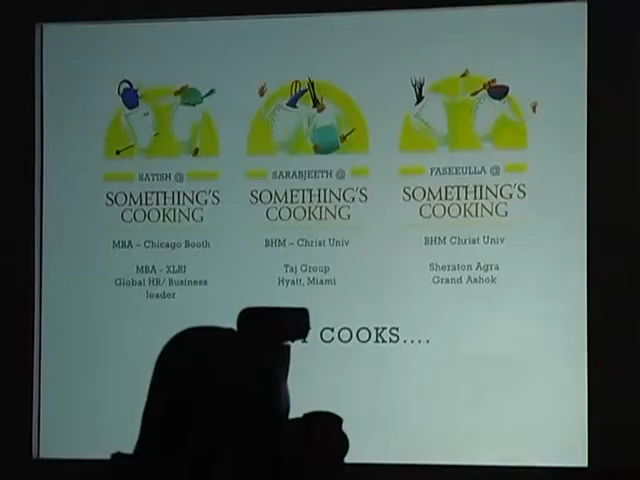 SATISH @
SOMETHING'S
COOKING
MBA – Chicago Booth
MBA - XLRI
Global HR/ Business
leader
SARABJEETH @
SOMETHING'S
COOKING
BHM – Christ Univ
Taj Group
Hyatt, Miami
FASEEULLA @
SOMETHING'S
COOKING
BHM Christ Univ
Sheraton Agra
Grand Ashok
COOKS....